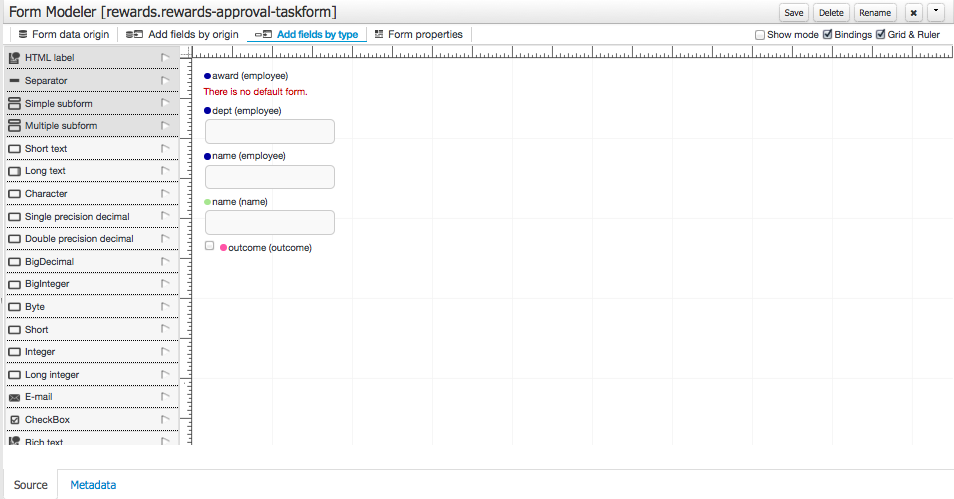 Form Modeler [rewards.rewards-approval-taskform]
Save Delete Rename
Form data origin Add fields by origin Add fields by type Form properties
Show mode Bindings Grid & Ruler
HTML label
Separator
Simple subform
Multiple subform
Short text
Long text
Character
Single precision decimal
Double precision decimal
BigDecimal
BigInteger
Byte
Short
Integer
Long integer
E-mail
CheckBox
Rich text
award (employee)
There is no default form.
dept (employee)
name (employee)
name (name)
outcome (outcome)
Source Metadata